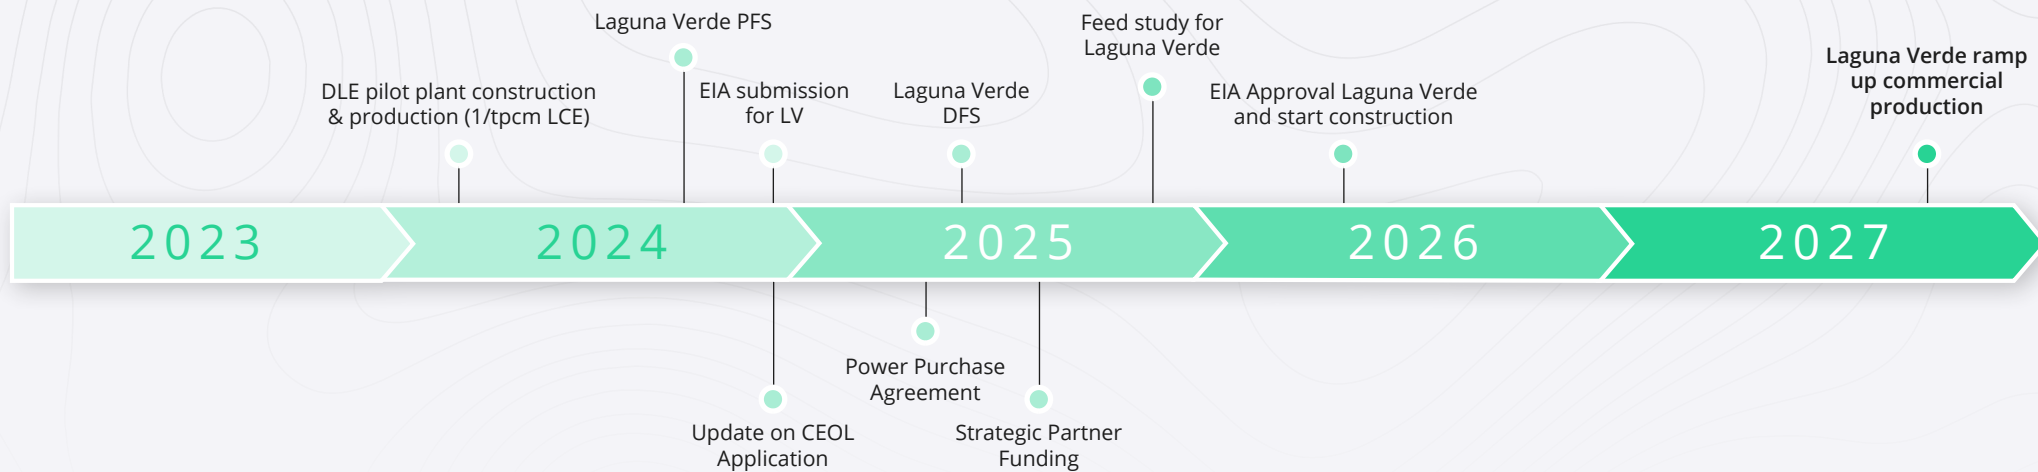 Laguna Verde PFS
Feed study for
Laguna Verde
Laguna Verde ramp
up commercial
production
DLE pilot plant construction
& production (1/tpcm LCE)
EIA submission
for LV
Laguna Verde
DFS
EIA Approval Laguna Verde
and start construction
2023
2024
2025
2026
2027
Power Purchase
Agreement
Update on CEOL
Application
Strategic Partner
Funding